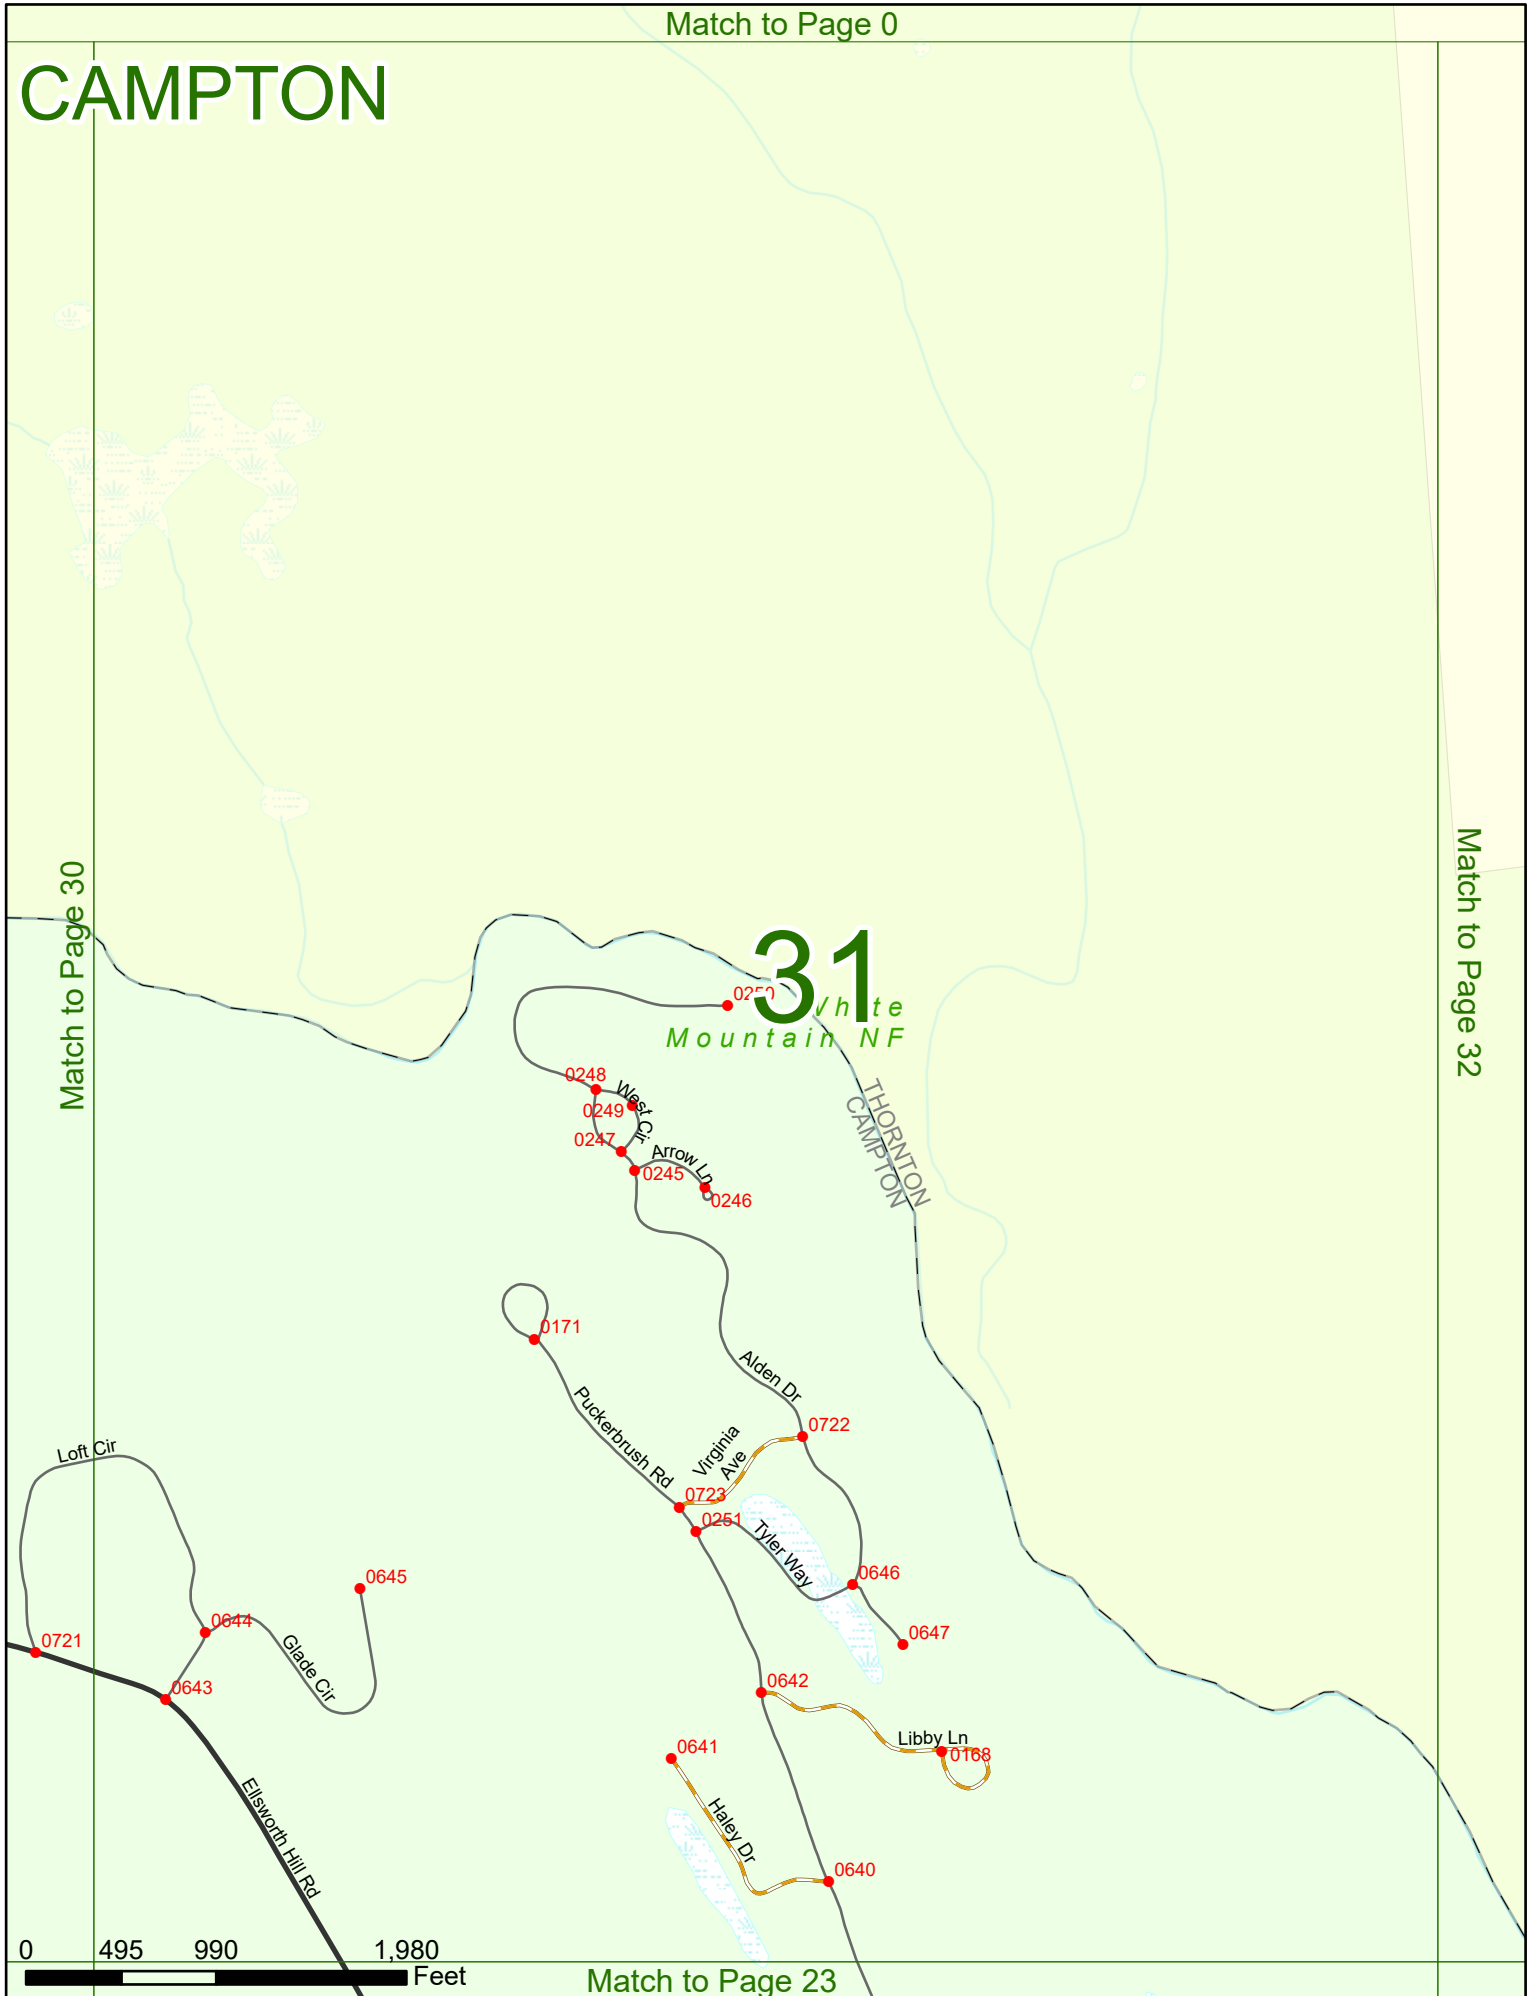 Match to Page 0
CAMPTON
Match to Page 30
Match to Page 32
31
0250
White
Mountain NF
0248
West Cir
0249
0247
Arrow Ln
0245
0246
THORNTON
CAMPTON
0171
Alden Dr
Puckerbrush Rd
0722
Virginia
Ave
Loft Cir
0723
0251
Tyler Way
0645
0646
0644
0721
Glade Cir
0647
0643
0642
Libby Ln
0641
0168
Ellsworth Hill Rd
Haley Dr
0640
0 495 990 1,980
Feet
Match to Page 23